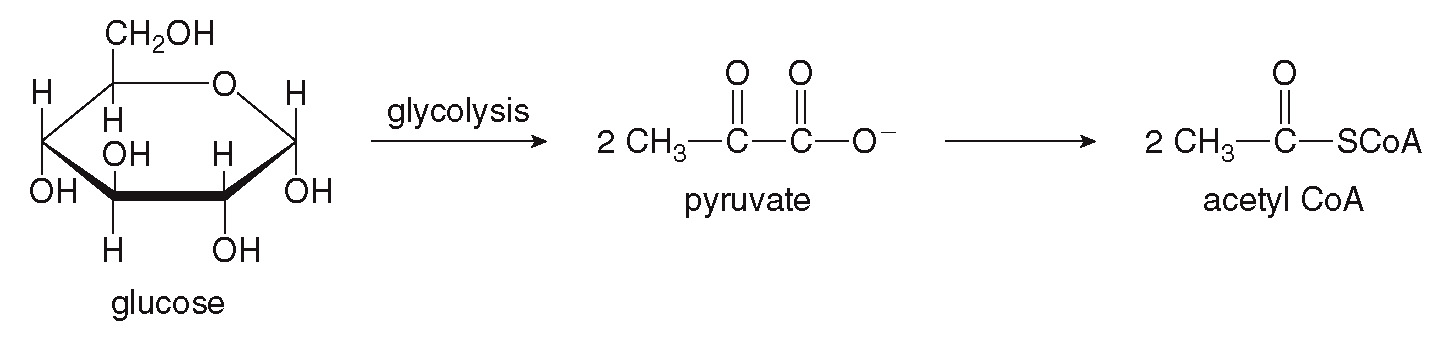 CH₂OH
H O H
H
OH H
OH OH
H OH
glucose
glycolysis
2 CH₃—C—C—O⁻
O O
pyruvate
O
2 CH₃—C—SCoA
acetyl CoA